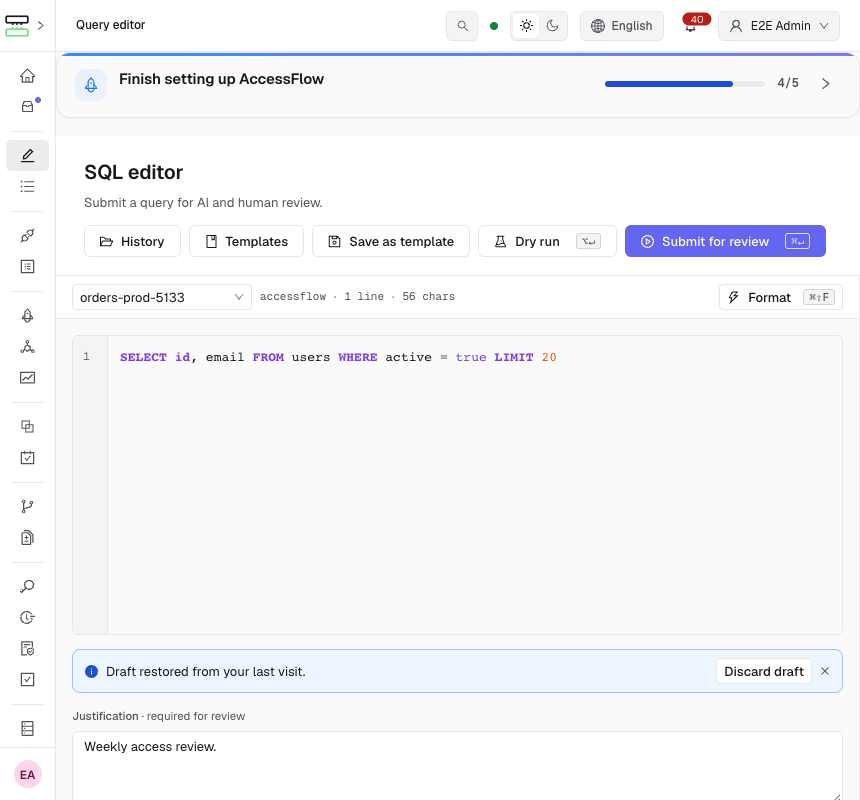 Query editor
English
40
E2E Admin
Finish setting up AccessFlow
4/5
SQL editor
Submit a query for AI and human review.
History
Templates
Save as template
Dry run ⌥↵
Submit for review ⌘↵
orders-prod-5133
accessflow · 1 line · 56 chars
Format ⌘⇧F
1
SELECT id, email FROM users WHERE active = true LIMIT 20
Draft restored from your last visit.
Discard draft
Justification · required for review
Weekly access review.
EA